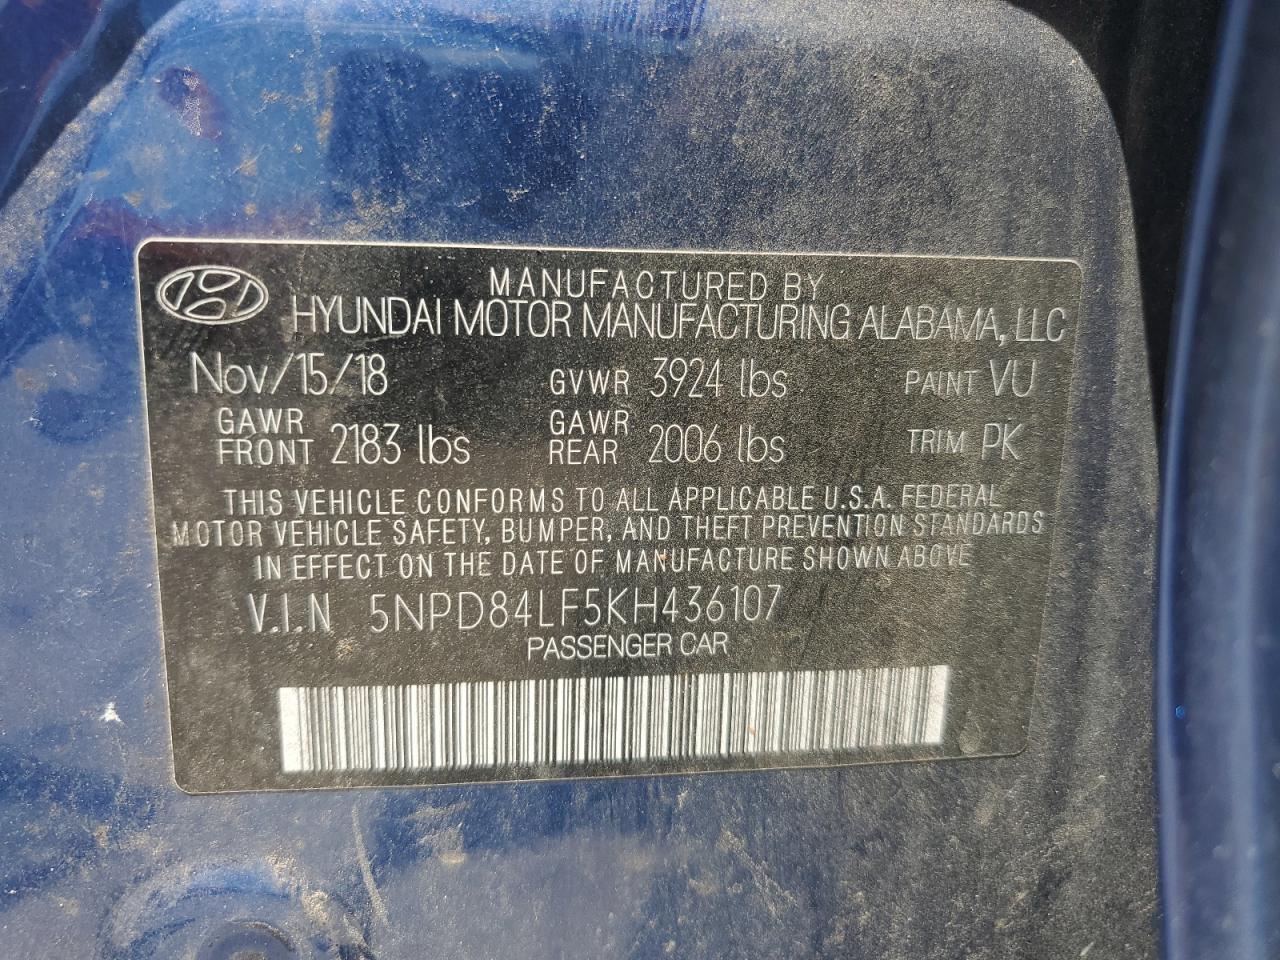 MANUFACTURED BY
HYUNDAI MOTOR MANUFACTURING ALABAMA, LLC
Nov/15/18 GVWR 3924 lbs PAINT VU
GAWR FRONT 2183 lbs GAWR REAR 2006 lbs TRIM PK
THIS VEHICLE CONFORMS TO ALL APPLICABLE U.S.A. FEDERAL
MOTOR VEHICLE SAFETY, BUMPER, AND THEFT PREVENTION STANDARDS
IN EFFECT ON THE DATE OF MANUFACTURE SHOWN ABOVE
V.I.N 5NPD84LF5KH436107
PASSENGER CAR